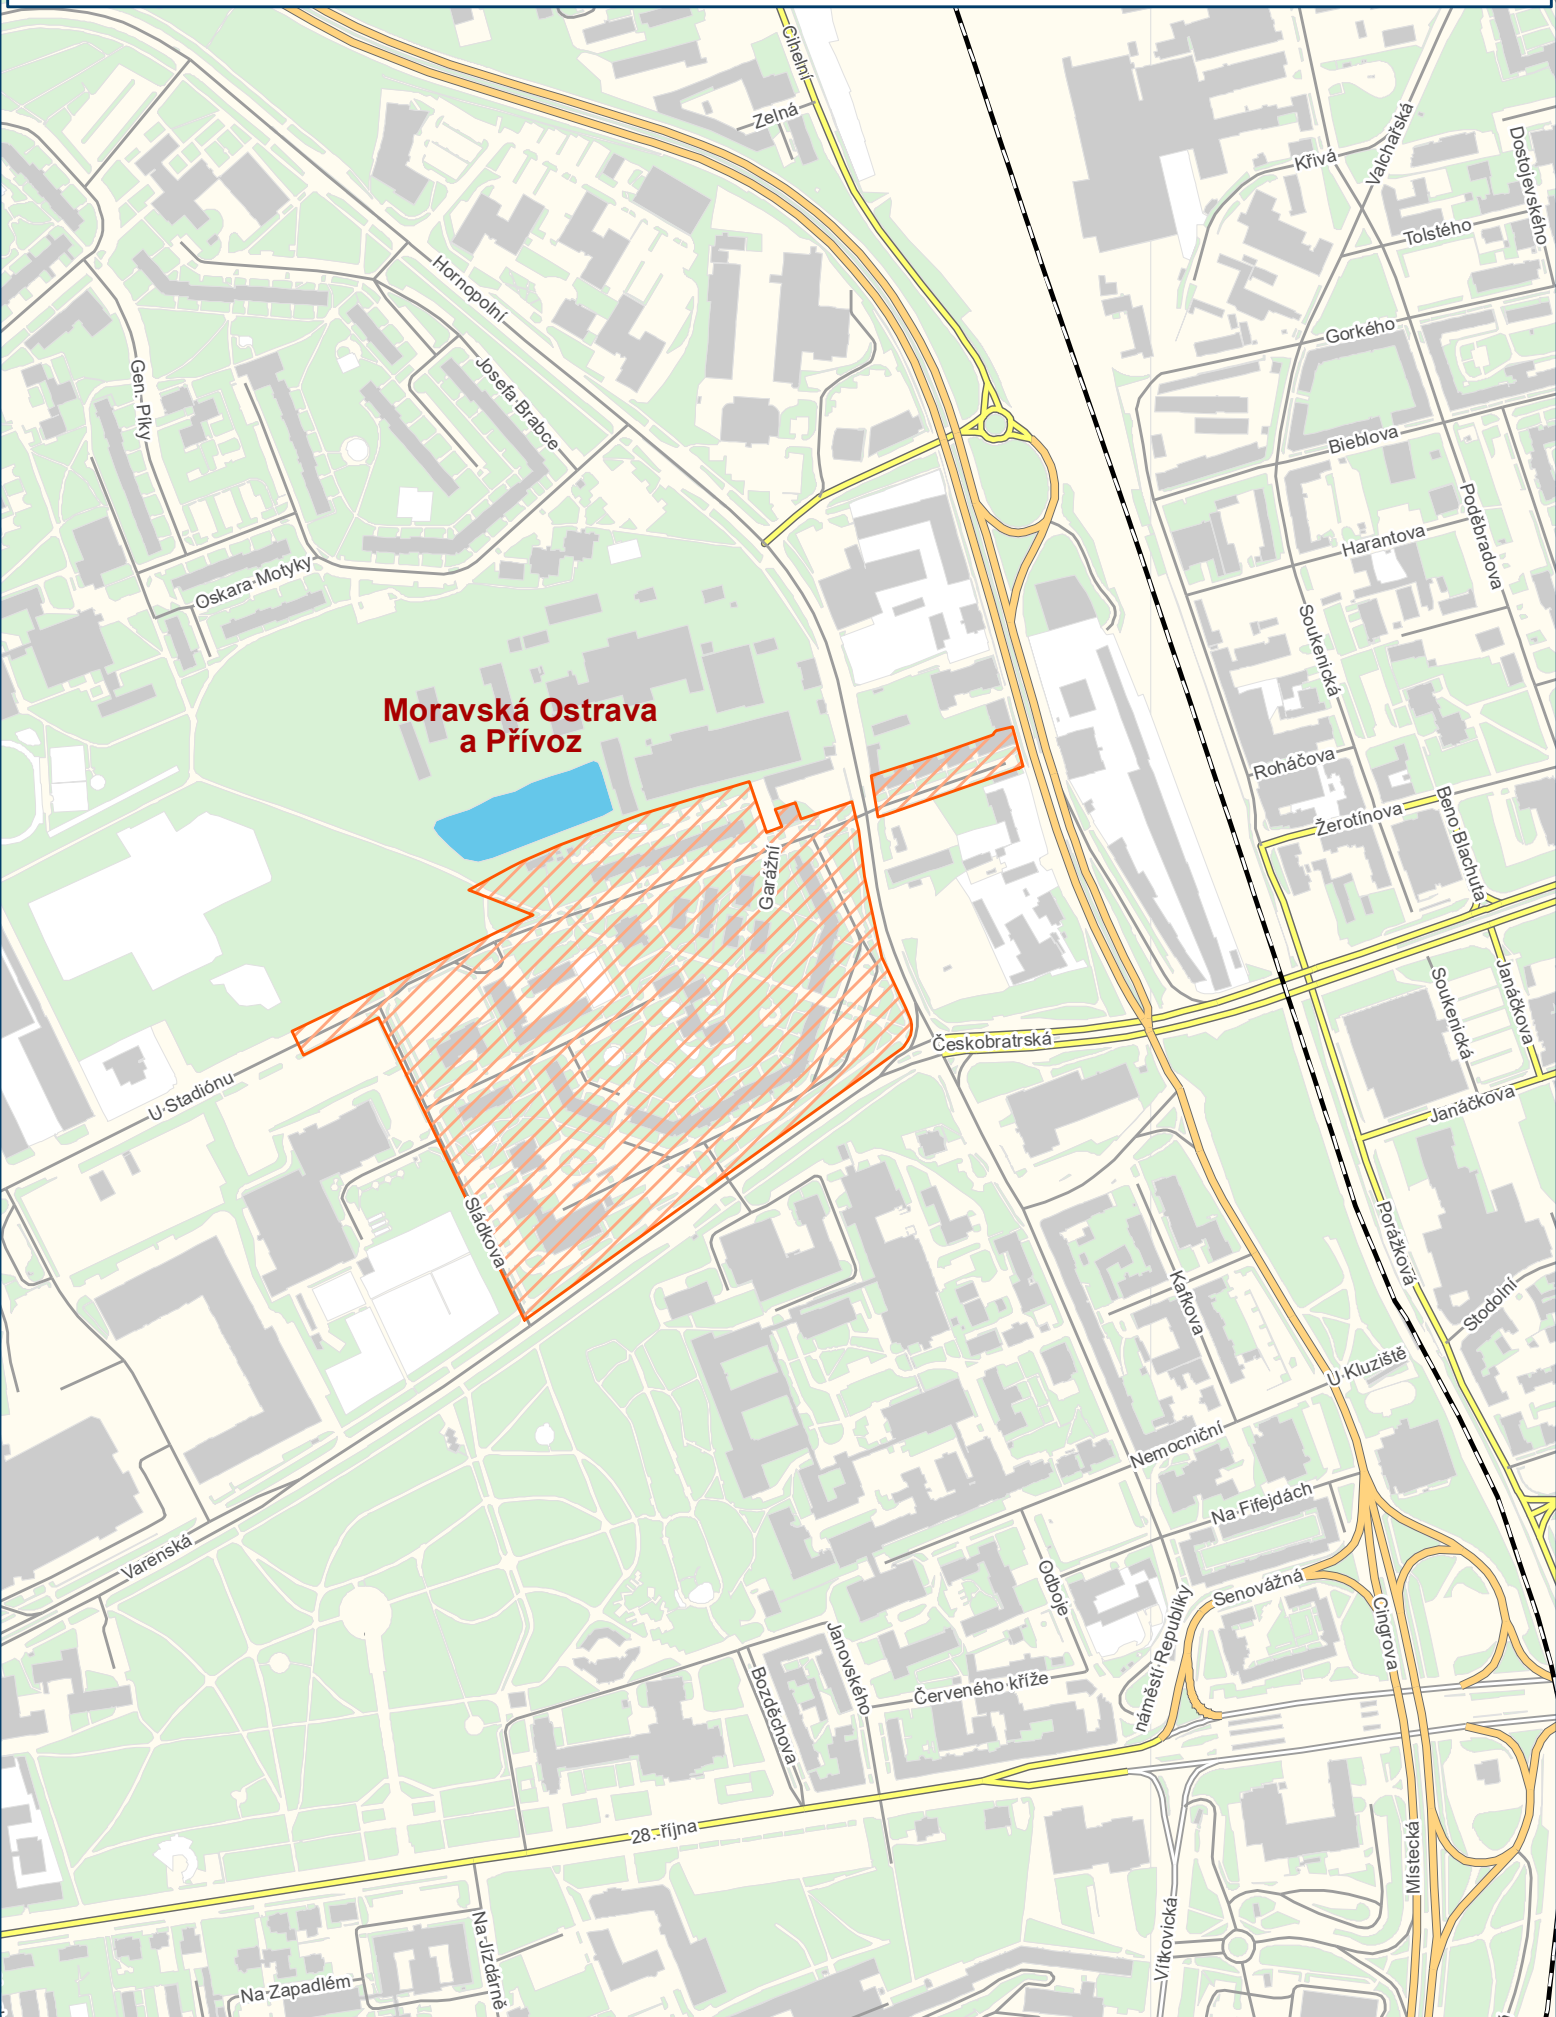 Cihelní
Zelná
Křivá
Valchařská
Dostojevského
Tolstého
Hornopolní
Gorkého
Gen. Píky
Josefa Brabce
Bieblova
Poděbradova
Harantova
Oskara Motyky
Soukenická
Moravská Ostrava
a Přívoz
Roháčova
Žerotínova
Beno Blachuta
Garážní
Českobratrská
Soukenická
Janáčkova
U Stadiónu
Janáčkova
Sládkova
Porážková
Kafkova
Stodolní
U Kluziště
Nemocniční
Na Fifejdách
Varenská
Odboje
Senovážná
Cingrova
náměstí Republiky
Janovského
Bozděchova
Červeného kříže
28. října
Místecká
Vítkovická
Na Jízdárně
Na Zapadlém